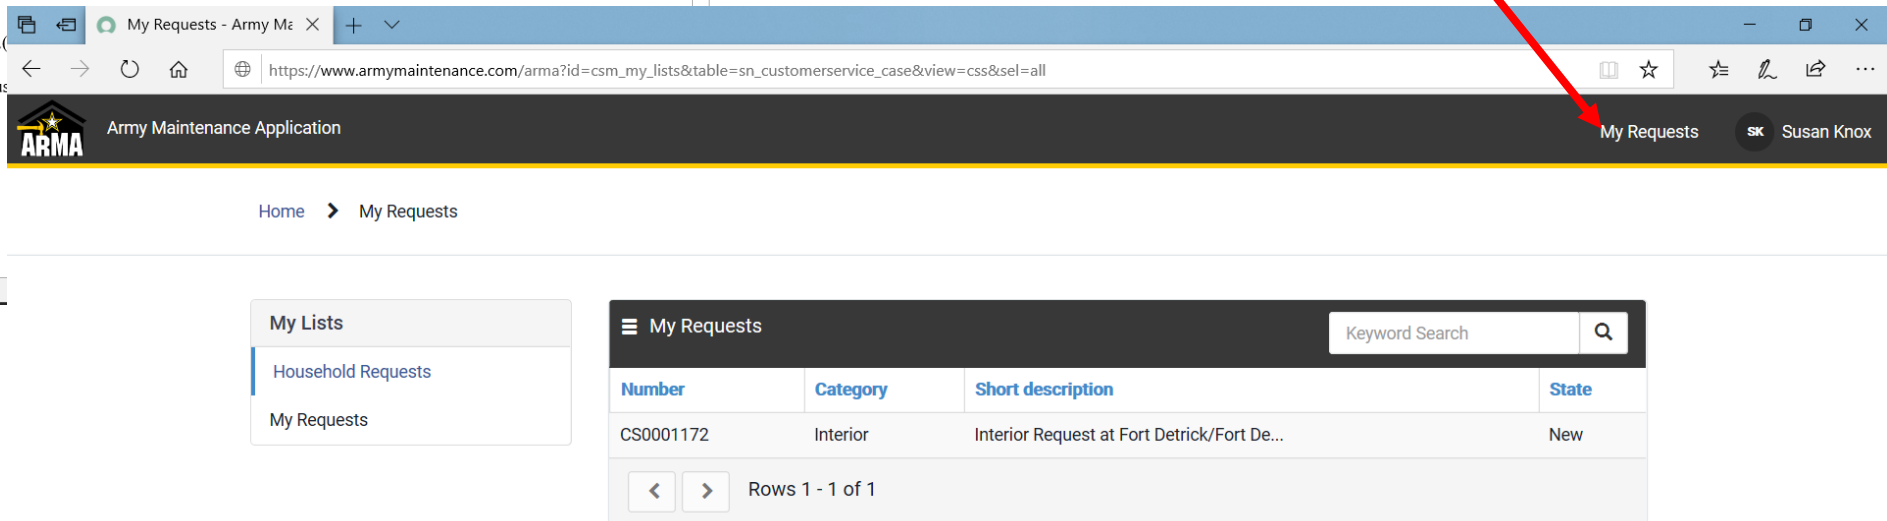 My Requests - Army Ma
https://www.armymaintenance.com/arma?id=csm_my_lists&table=sn_customerservice_case&view=css&sel=all
ARMA
Army Maintenance Application
My Requests
SK
Susan Knox
Home
My Requests
My Lists
Household Requests
My Requests
My Requests
Keyword Search
Number Category Short description State
CS0001172 Interior Interior Request at Fort Detrick/Fort De... New
Rows 1 - 1 of 1